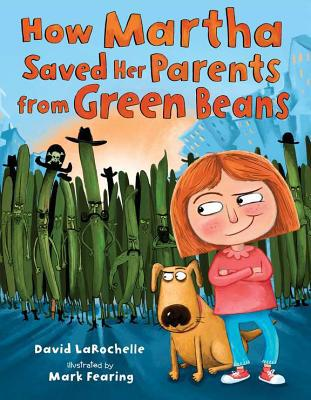 How Martha
Saved Her Parents
from Green Beans
David LaRochelle
illustrated by
Mark Fearing